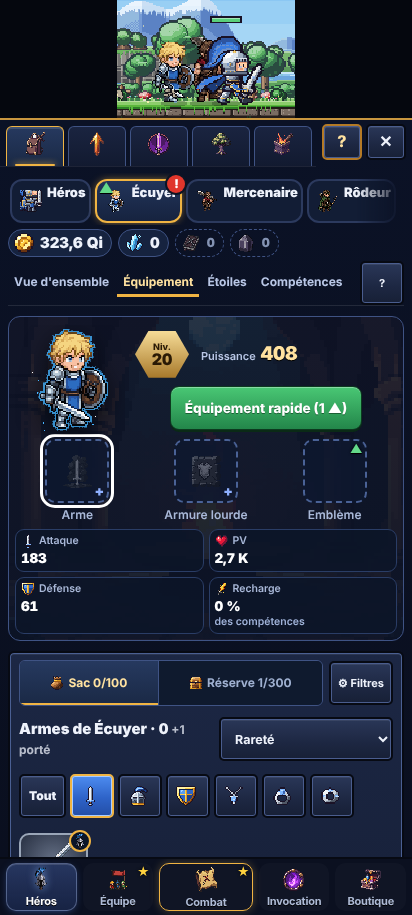 ?
×
Héros
Écuyer
!
Mercenaire
Rôdeur
323,6 Qi
0
0
0
Vue d'ensemble
Équipement
Étoiles
Compétences
?
Niv.
20
Puissance 408
Équipement rapide (1 ▲)
+
+
Arme
Armure lourde
Emblème
Attaque
183
PV
2,7 K
Défense
61
Recharge
0 %
des compétences
Sac 0/100
Réserve 1/300
⚙ Filtres
Armes de Écuyer · 0 +1
porté
Rareté
Tout
Héros
Équipe
Combat
Invocation
Boutique